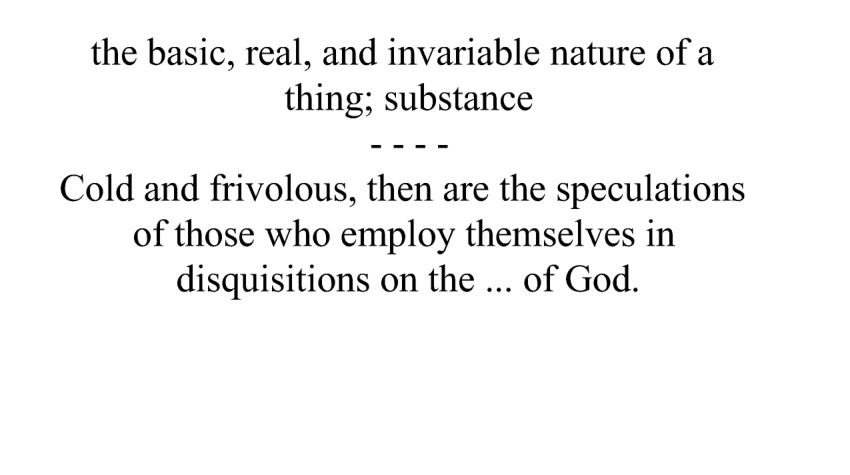 the basic, real, and invariable nature of a
thing; substance
- - - -
Cold and frivolous, then are the speculations
of those who employ themselves in
disquisitions on the ... of God.